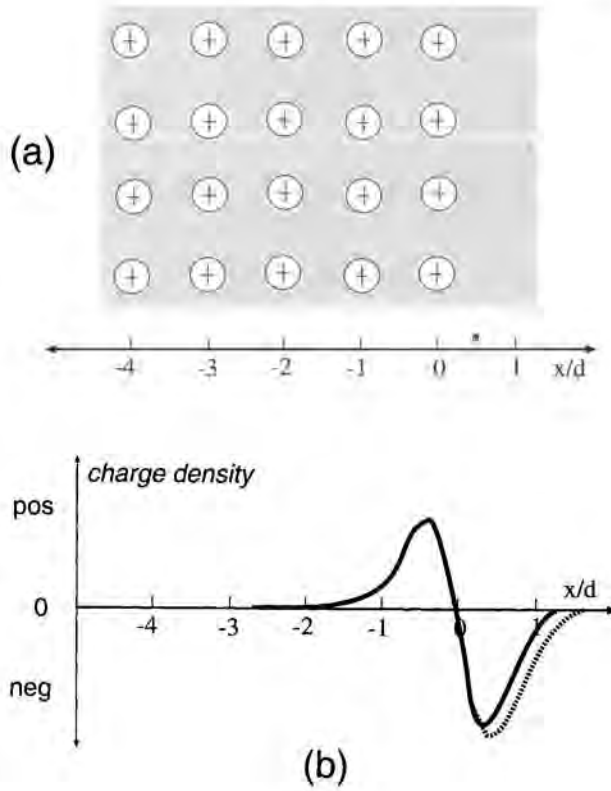 + + + + +
+ + + + +
(a)
+ + + + +
+ + + + +
-4 -3 -2 -1 0 1 x/d
charge density
pos
x/d
0
-4 -3 -2 -1 0 1
neg
(b)